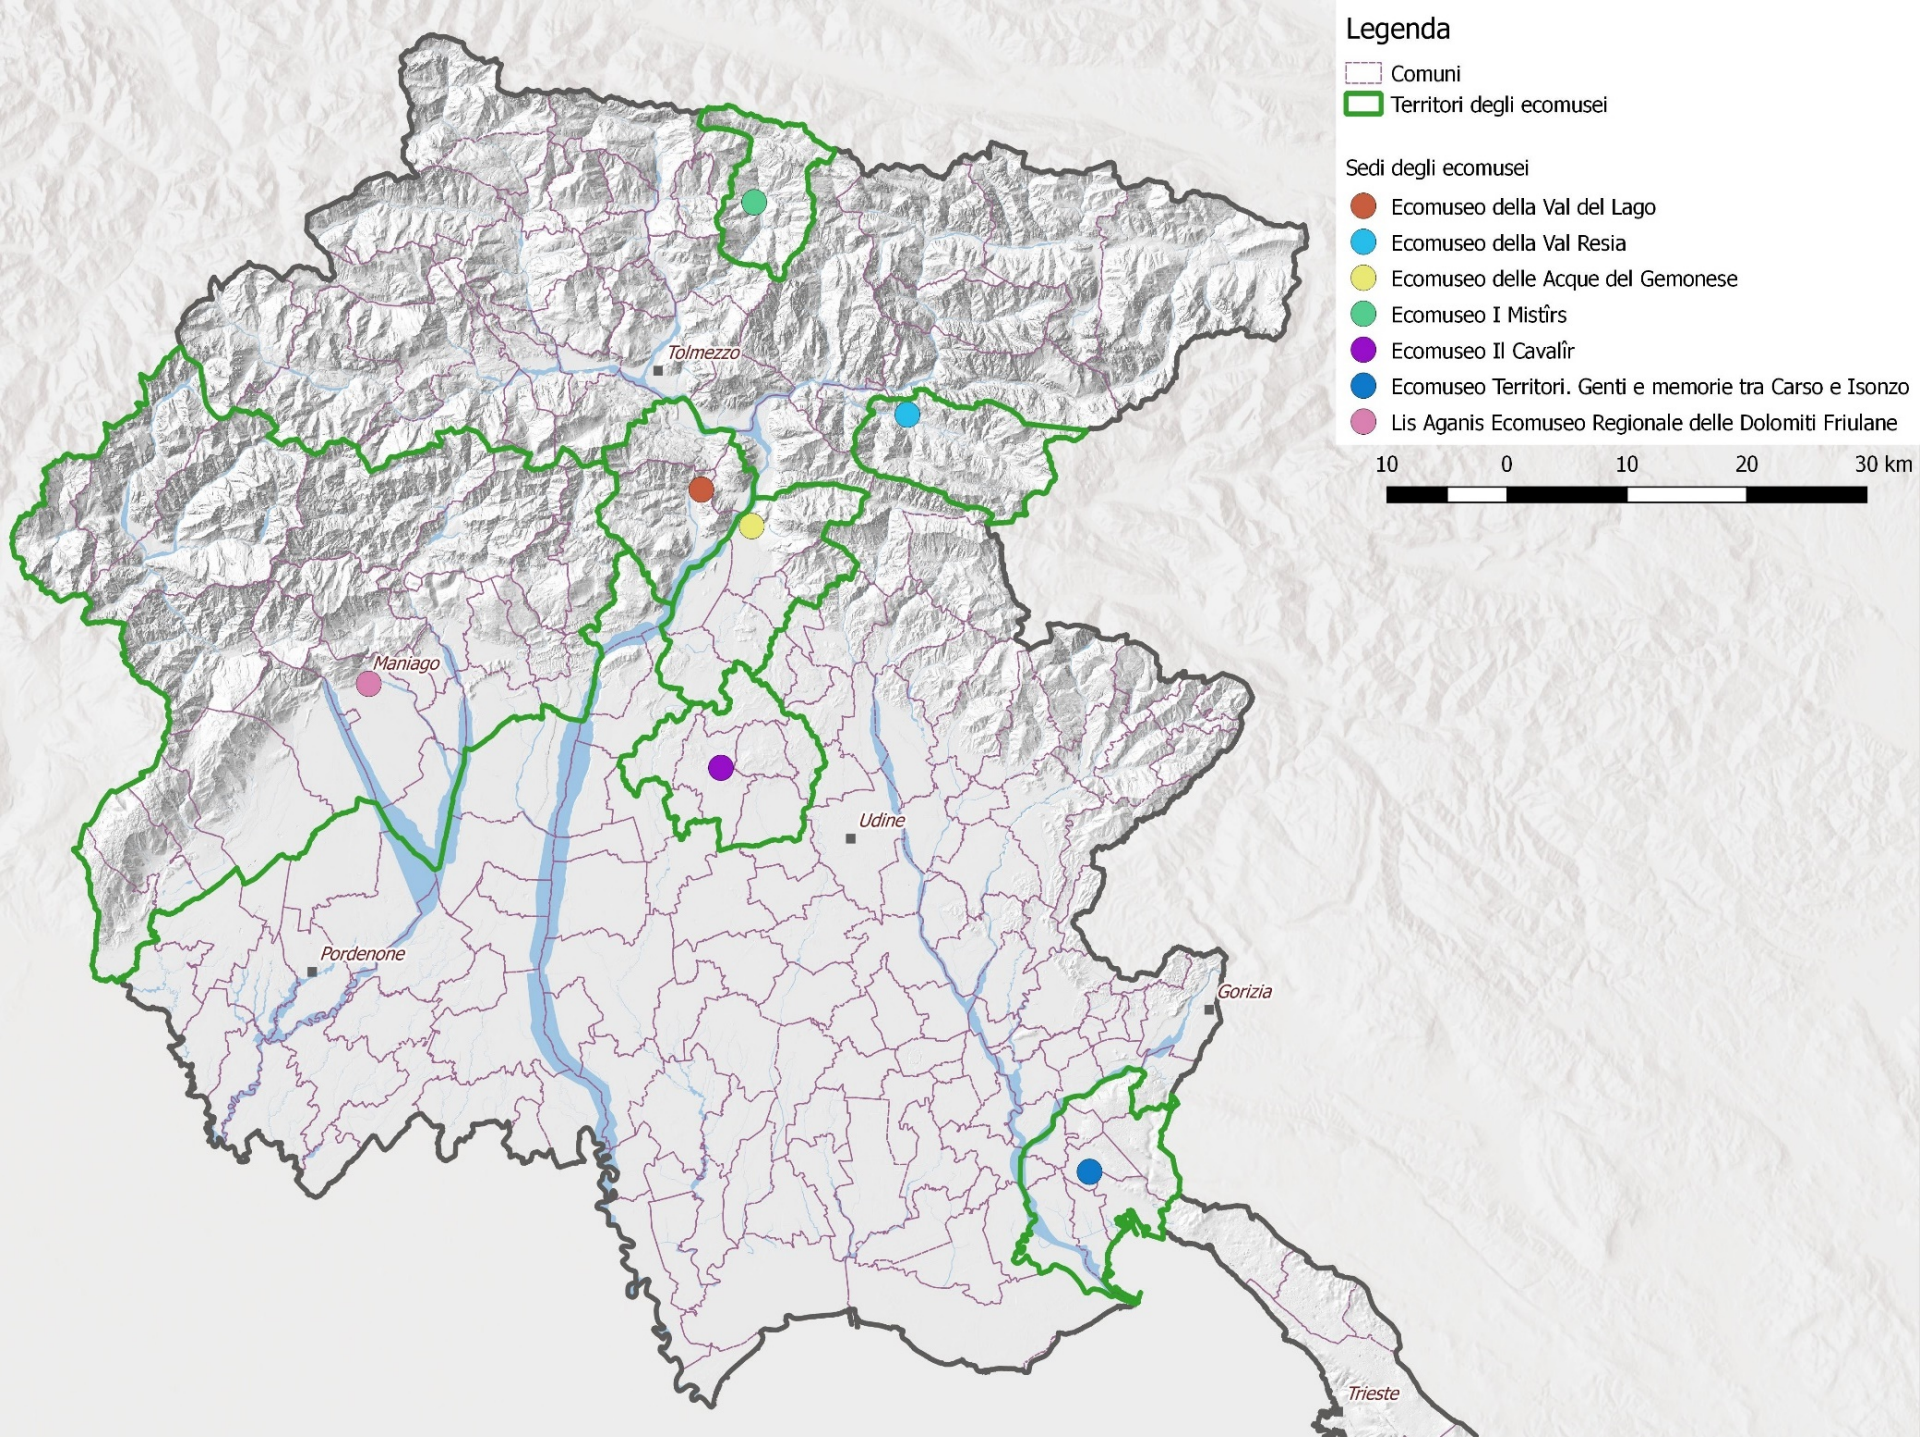 Legenda
Comuni
Territori degli ecomusei
Sedi degli ecomusei
Ecomuseo della Val del Lago
Ecomuseo della Val Resia
Ecomuseo delle Acque del Gemonese
Ecomuseo I Mistîrs
Ecomuseo Il Cavalîr
Ecomuseo Territori. Genti e memorie tra Carso e Isonzo
Lis Aganis Ecomuseo Regionale delle Dolomiti Friulane
10 0 10 20 30 km
Tolmezzo
Maniago
Udine
Pordenone
Gorizia
Trieste